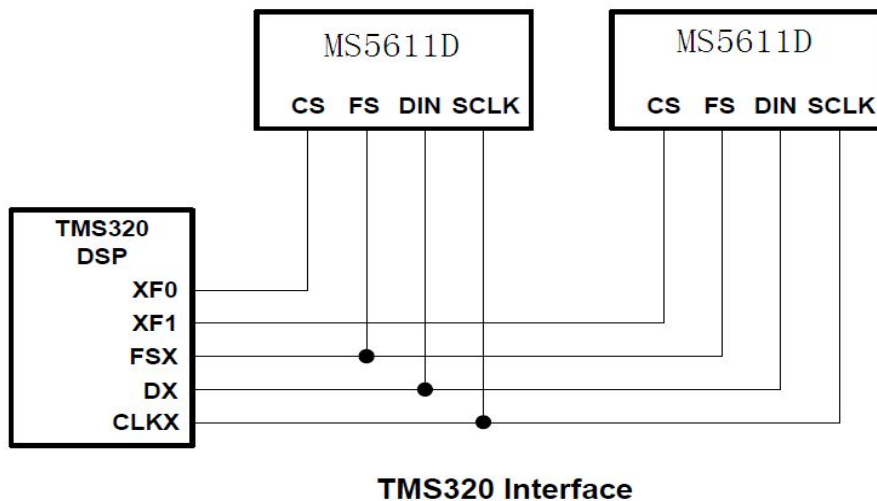 MS5611D
MS5611D
CS FS DIN SCLK
CS FS DIN SCLK
TMS320
DSP
XF0
XF1
FSX
DX
CLKX
TMS320 Interface